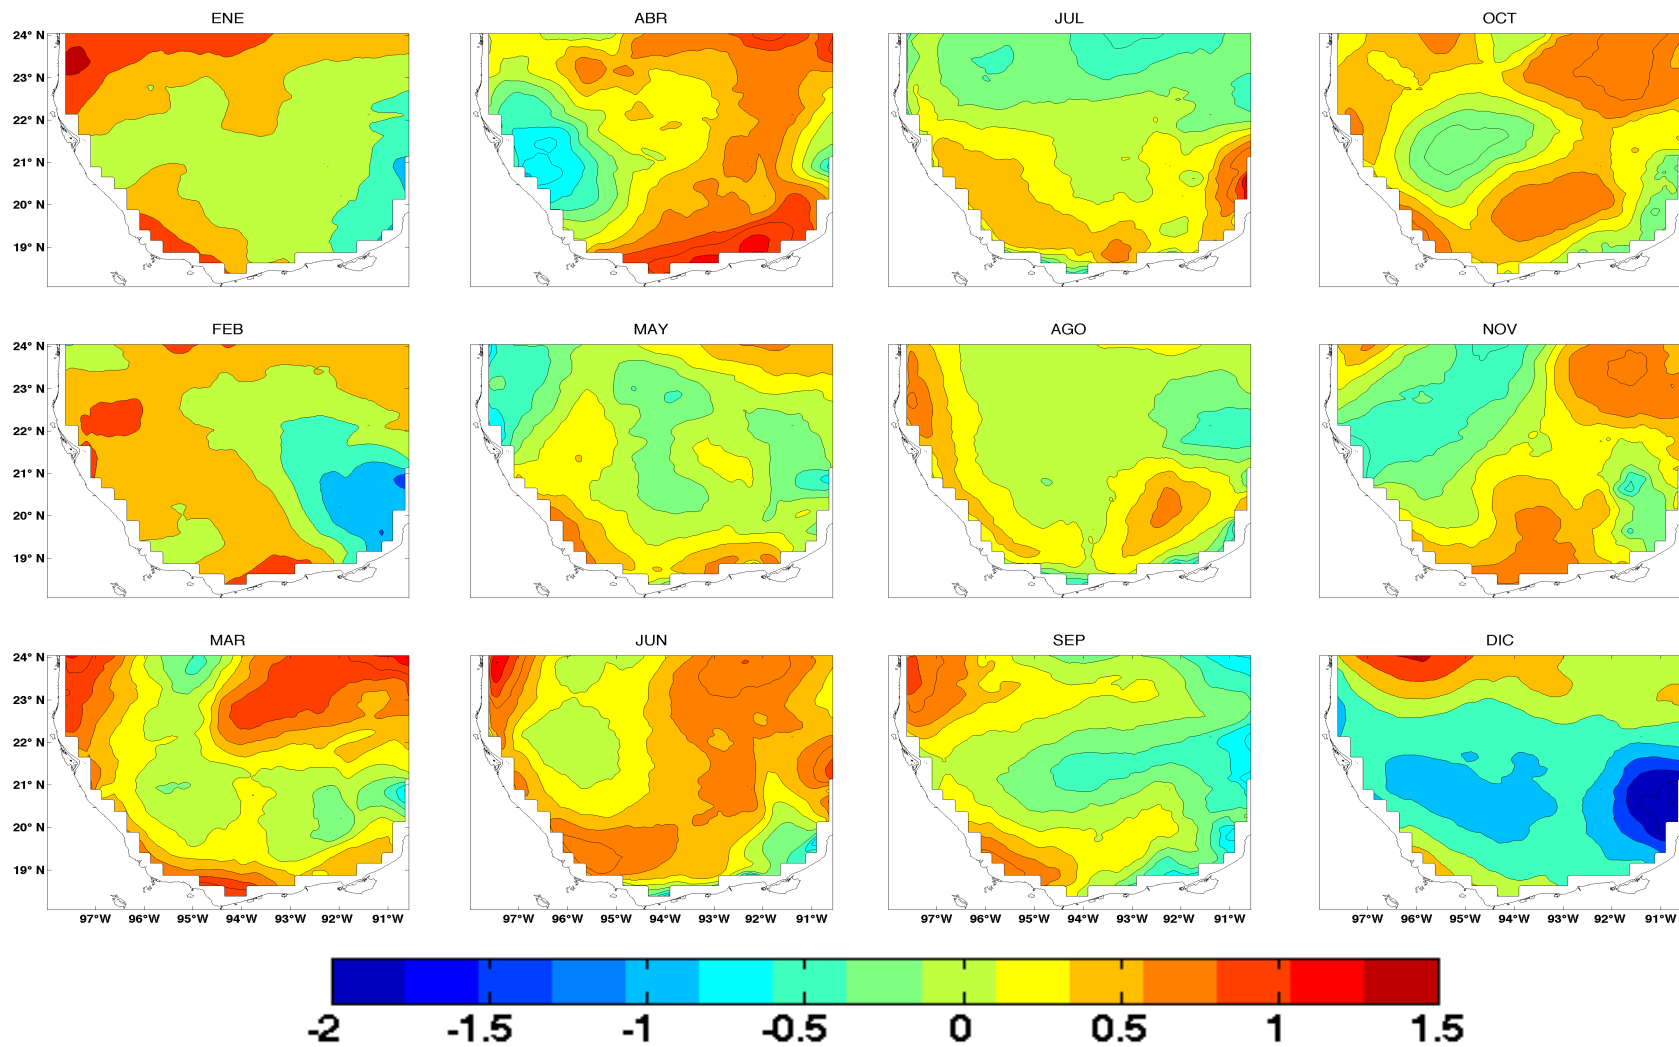 ENE ABR JUL OCT
24° N
23° N
22° N
21° N
20° N
19° N
FEB MAY AGO NOV
24° N
23° N
22° N
21° N
20° N
19° N
MAR JUN SEP DIC
24° N
23° N
22° N
21° N
20° N
19° N
97°W 96°W 95°W 94°W 93°W 92°W 91°W 97°W 96°W 95°W 94°W 93°W 92°W 91°W 97°W 96°W 95°W 94°W 93°W 92°W 91°W 97°W 96°W 95°W 94°W 93°W 92°W 91°W
-2 -1.5 -1 -0.5 0 0.5 1 1.5